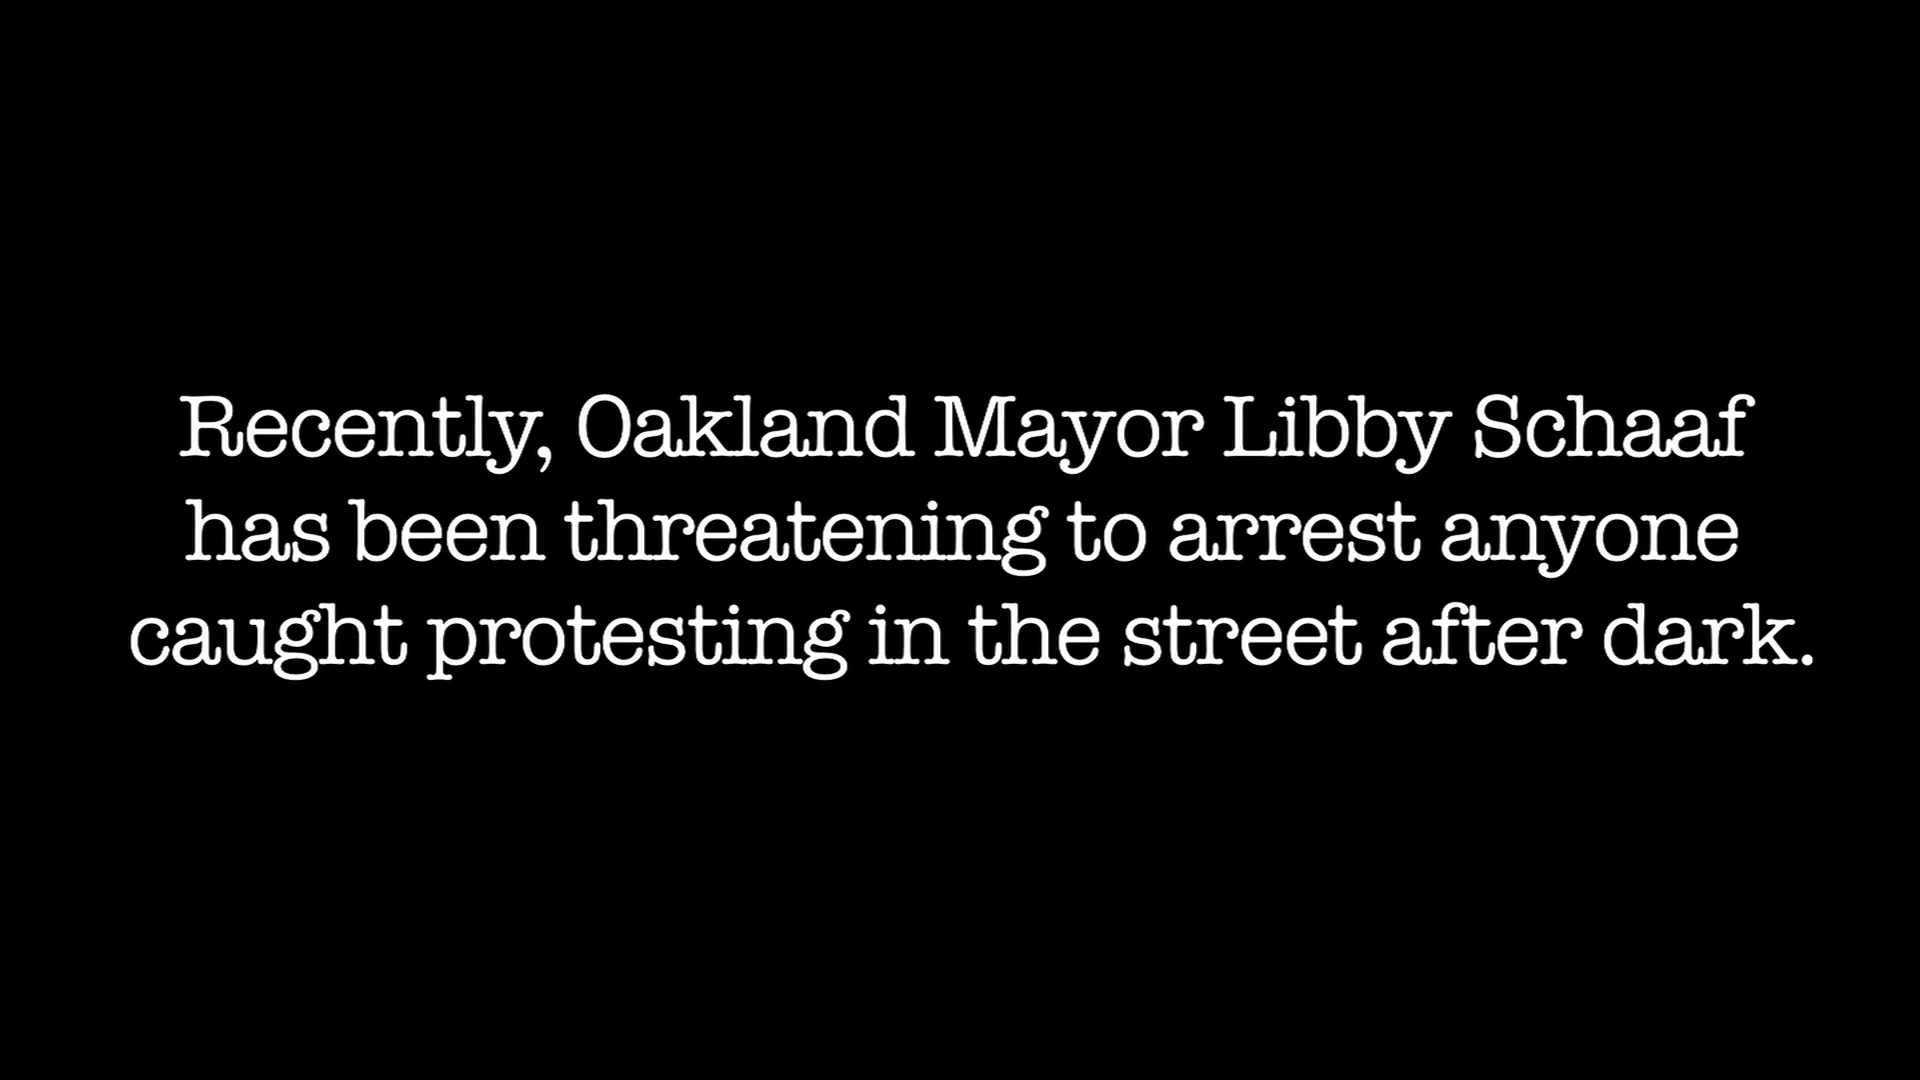 Recently, Oakland Mayor Libby Schaaf
has been threatening to arrest anyone
caught protesting in the street after dark.